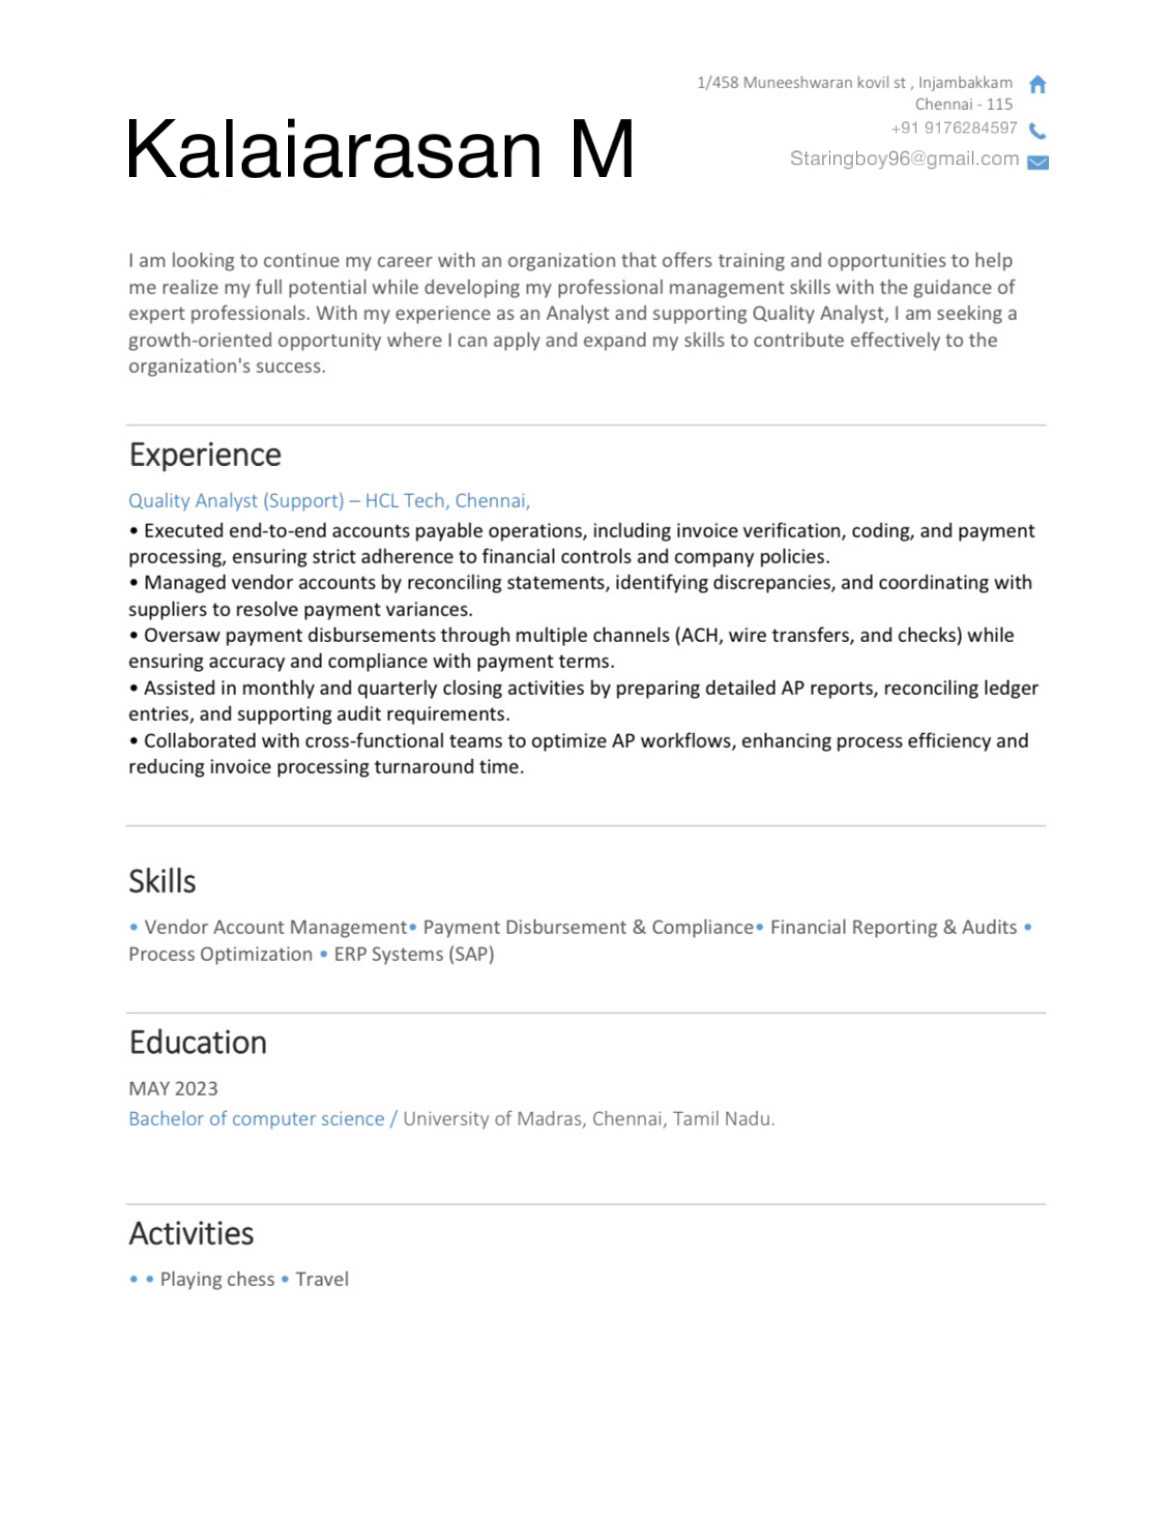 1/458 Muneeshwaran kovil st , Injambakkam
Chennai - 115
+91 9176284597
Staringboy96@gmail.com
Kalaiarasan M
I am looking to continue my career with an organization that offers training and opportunities to help
me realize my full potential while developing my professional management skills with the guidance of
expert professionals. With my experience as an Analyst and supporting Quality Analyst, I am seeking a
growth-oriented opportunity where I can apply and expand my skills to contribute effectively to the
organization's success.
Experience
Quality Analyst (Support) – HCL Tech, Chennai,
• Executed end-to-end accounts payable operations, including invoice verification, coding, and payment
processing, ensuring strict adherence to financial controls and company policies.
• Managed vendor accounts by reconciling statements, identifying discrepancies, and coordinating with
suppliers to resolve payment variances.
• Oversaw payment disbursements through multiple channels (ACH, wire transfers, and checks) while
ensuring accuracy and compliance with payment terms.
• Assisted in monthly and quarterly closing activities by preparing detailed AP reports, reconciling ledger
entries, and supporting audit requirements.
• Collaborated with cross-functional teams to optimize AP workflows, enhancing process efficiency and
reducing invoice processing turnaround time.
Skills
• Vendor Account Management• Payment Disbursement & Compliance• Financial Reporting & Audits •
Process Optimization • ERP Systems (SAP)
Education
MAY 2023
Bachelor of computer science / University of Madras, Chennai, Tamil Nadu.
Activities
• • Playing chess • Travel